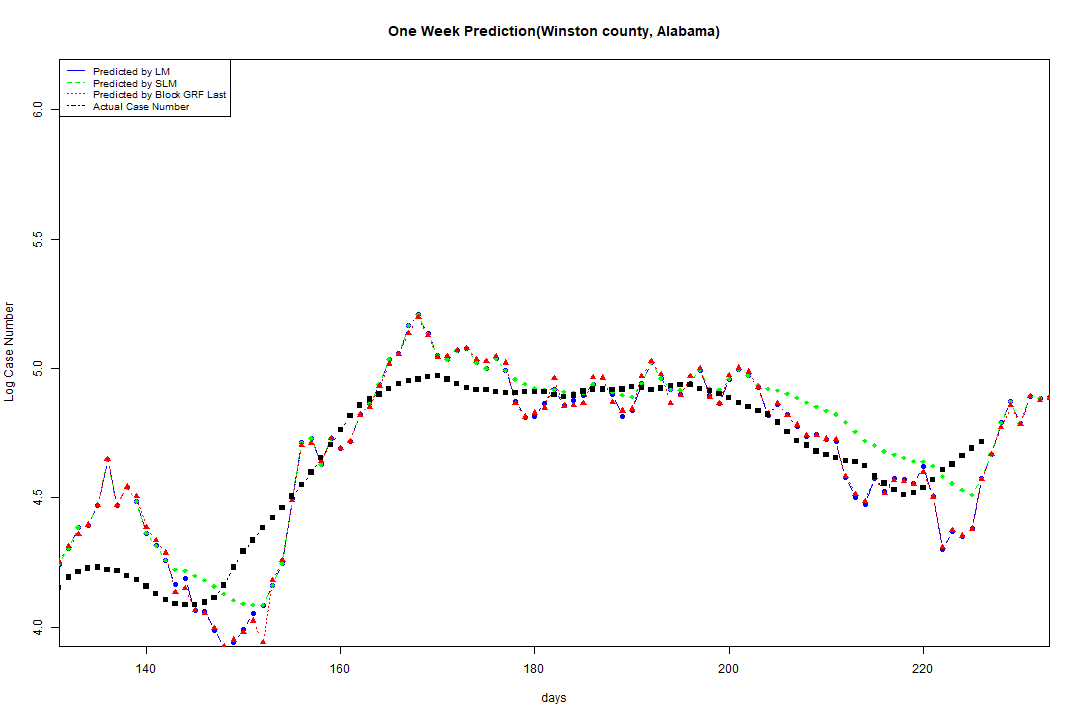 One Week Prediction(Winston county, Alabama)
Predicted by LM
Predicted by SLM
Predicted by Block GRF Last
Actual Case Number
Log Case Number
6.0
5.5
5.0
4.5
4.0
140 160 180 200 220
days